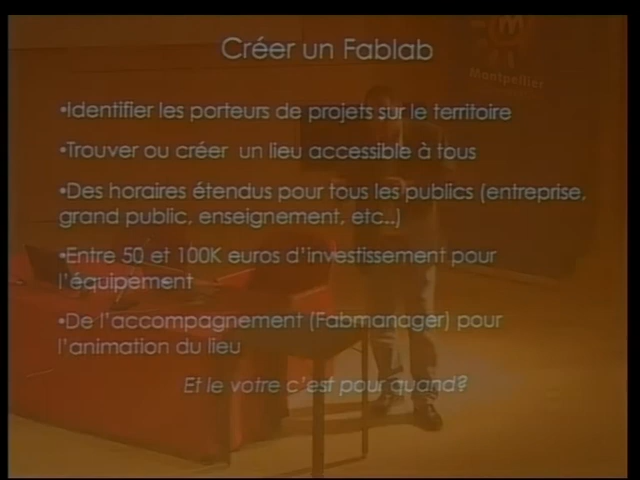 Montpellier
Créer un Fablab
•Identifier les porteurs de projets sur le territoire
•Trouver ou créer un lieu accessible à tous
•Des horaires étendus pour tous les publics (entreprise,
grand public, enseignement, etc..)
•Entre 50 et 100K euros d'investissement pour
l'équipement
•De l'accompagnement (Fabmanager) pour
l'animation du lieu
Et le votre c'est pour quand?